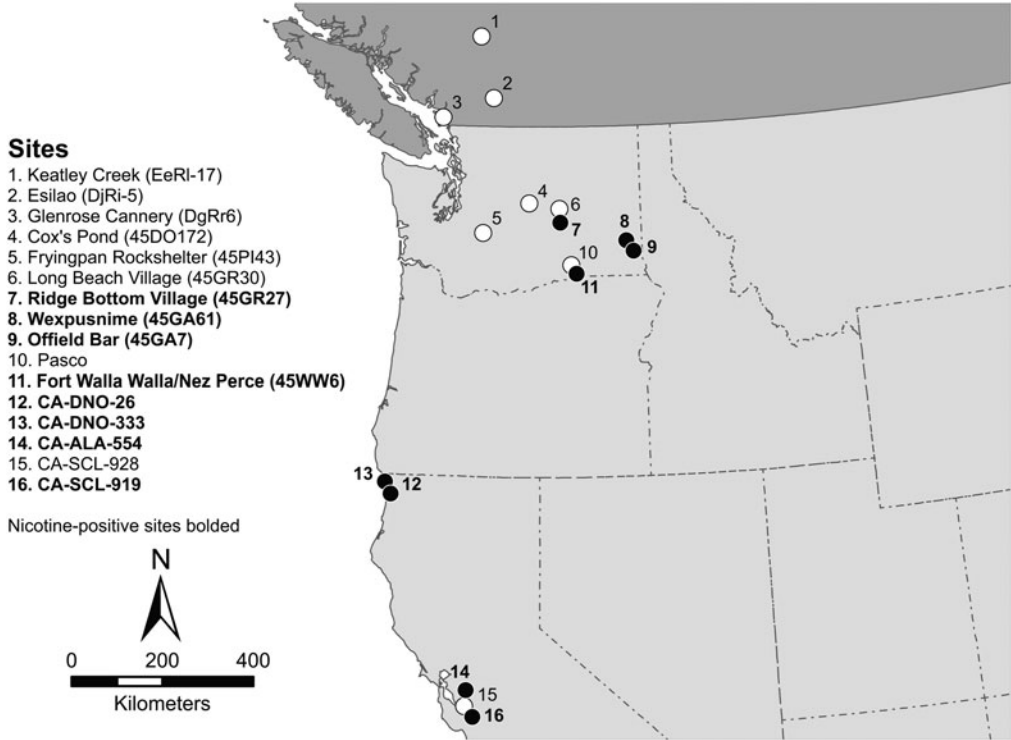 Sites
1. Keatley Creek (EeRl-17)
2. Esilao (DjRi-5)
3. Glenrose Cannery (DgRr6)
4. Cox's Pond (45DO172)
5. Fryingpan Rockshelter (45PI43)
6. Long Beach Village (45GR30)
7. Ridge Bottom Village (45GR27)
8. Wexpusnime (45GA61)
9. Offield Bar (45GA7)
10. Pasco
11. Fort Walla Walla/Nez Perce (45WW6)
12. CA-DNO-26
13. CA-DNO-333
14. CA-ALA-554
15. CA-SCL-928
16. CA-SCL-919
Nicotine-positive sites bolded
N
0 200 400
Kilometers
1
2
3
4
6
5
7
8
9
10
11
13
12
14
15
16